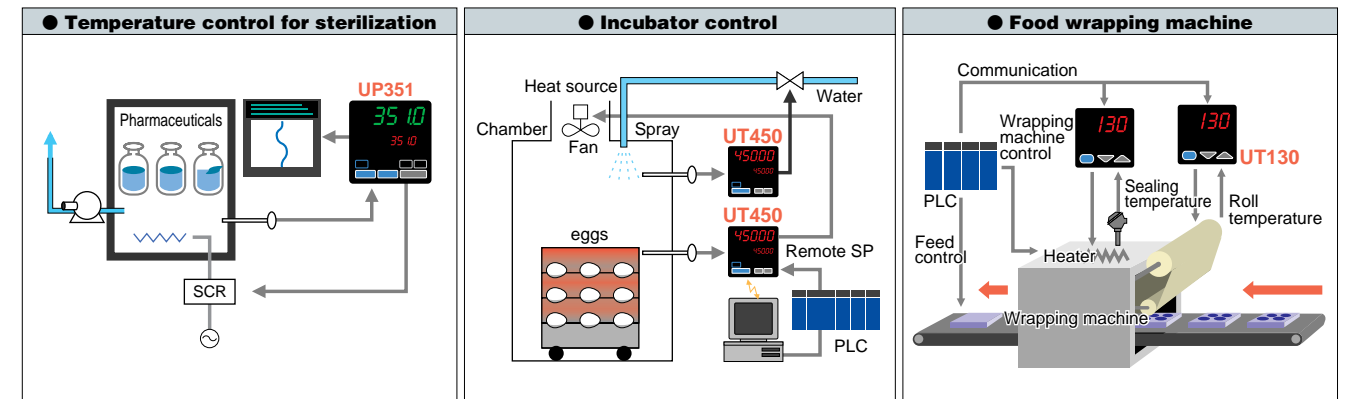 ● Temperature control for sterilization
UP351
351.0
351.0
Pharmaceuticals
SCR
● Incubator control
Heat source
Water
Chamber
Fan
Spray
UT450
45000
45000
UT450
45000
45000
eggs
Remote SP
PLC
● Food wrapping machine
Communication
Wrapping
machine
control
130
130
UT130
PLC
Sealing
temperature
Roll
temperature
Feed
control
Heater
Wrapping machine